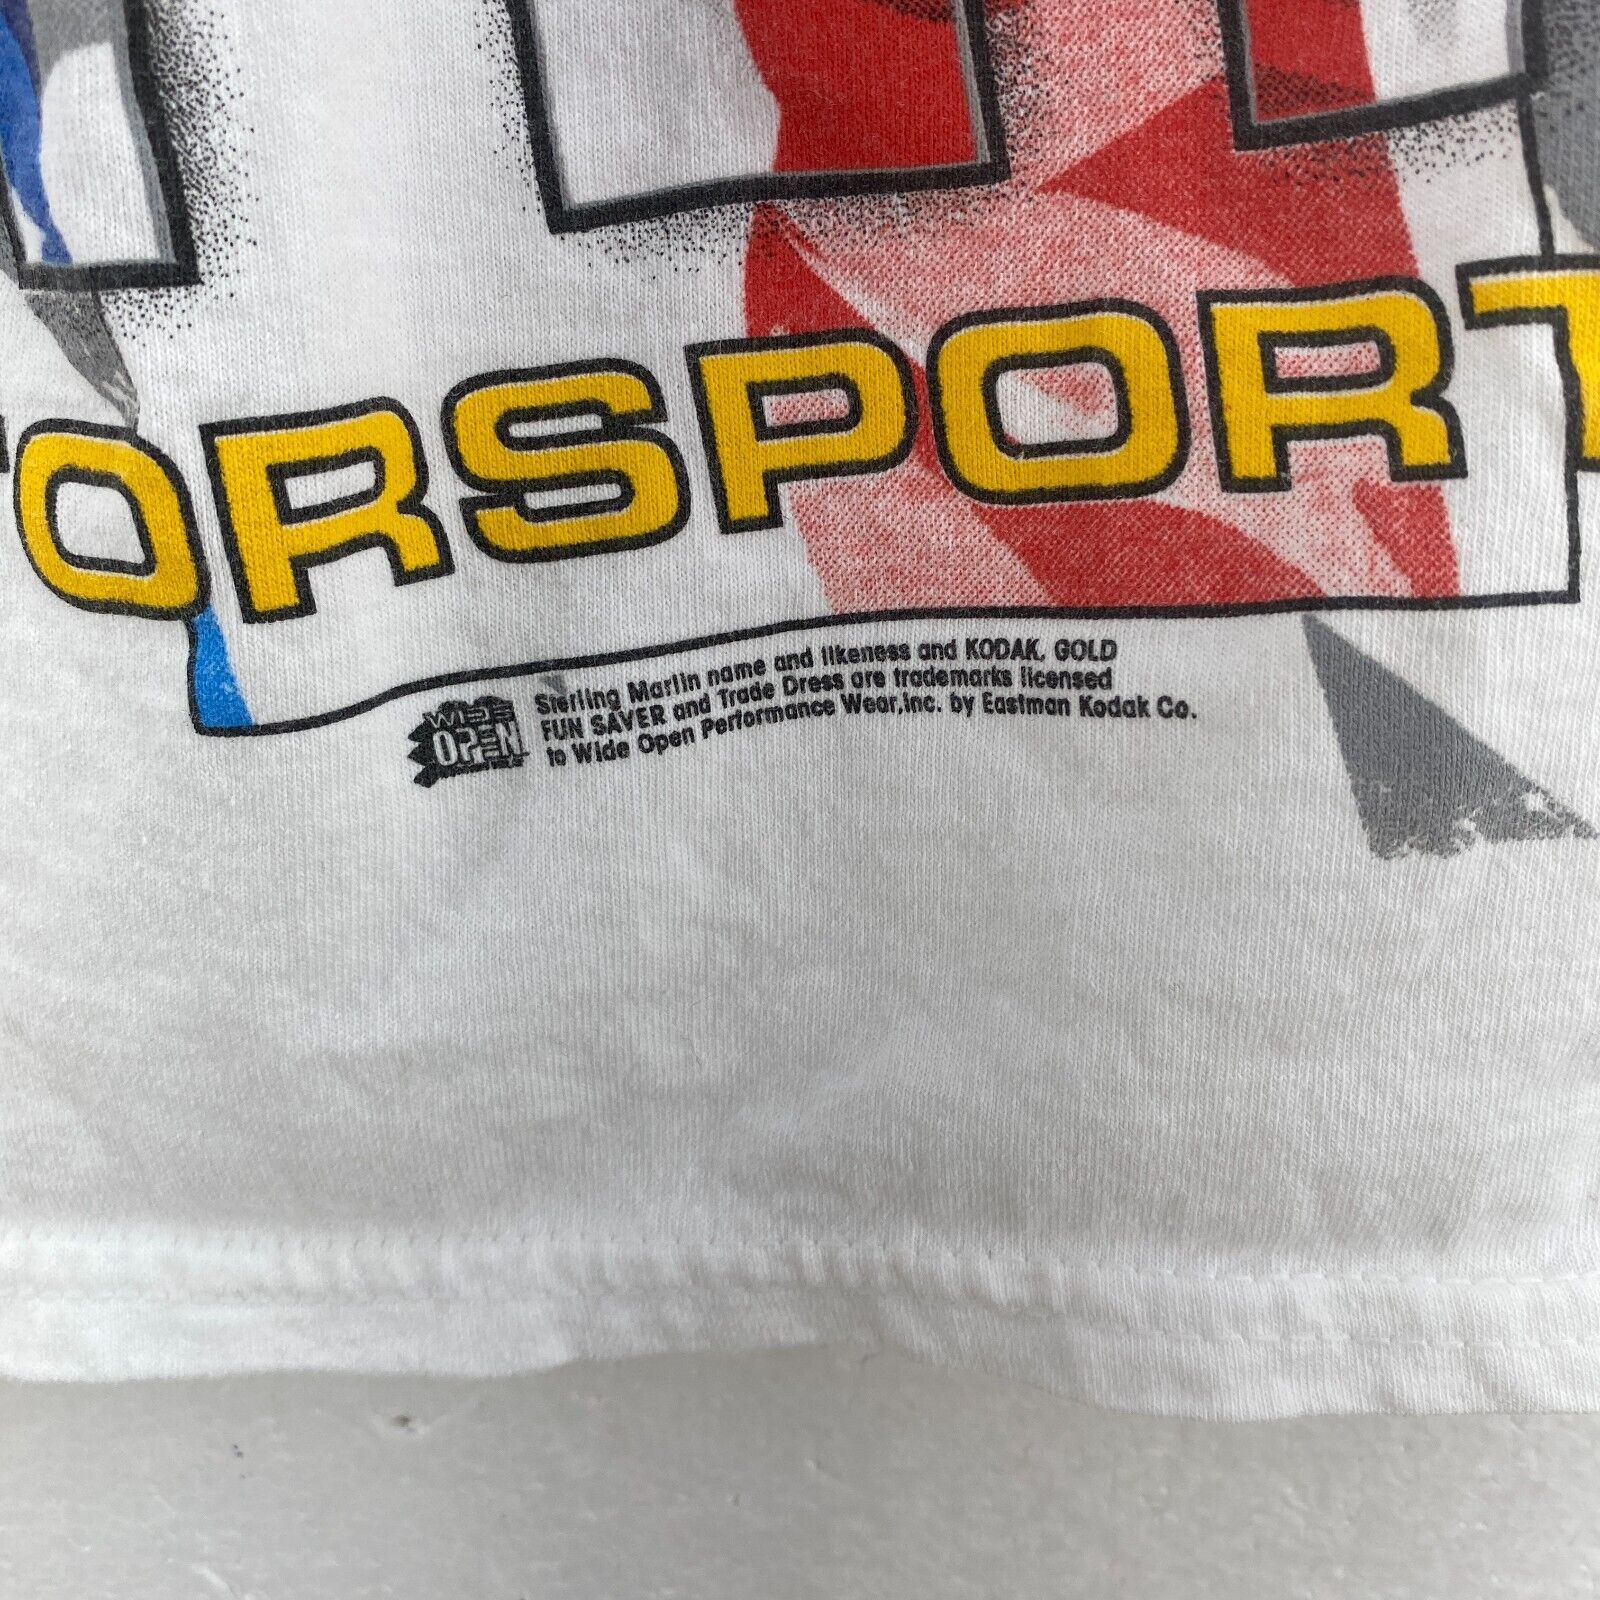 TORSPORT
WIDE
OPEN
Sterling Marlin name and likeness and KODAK, GOLD
FUN SAVER and Trade Dress are trademarks licensed
to Wide Open Performance Wear,Inc. by Eastman Kodak Co.